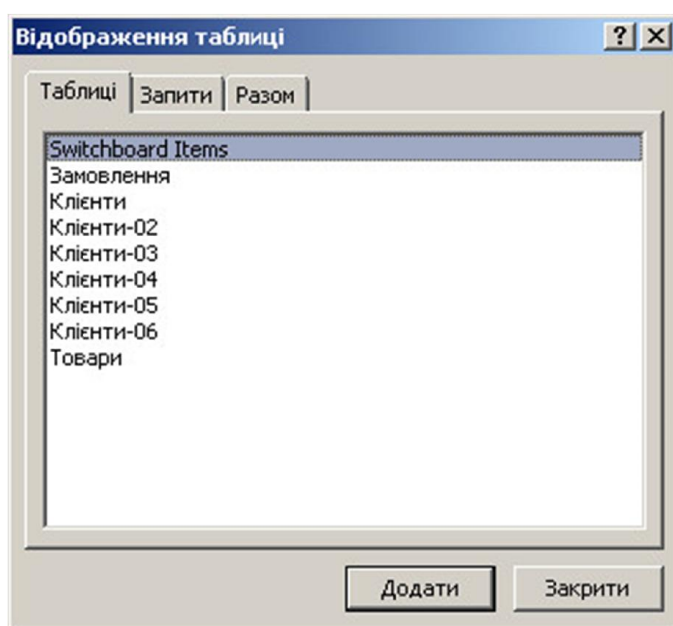 Відображення таблиці
Таблиці Запити Разом
Switchboard Items
Замовлення
Клієнти
Клієнти-02
Клієнти-03
Клієнти-04
Клієнти-05
Клієнти-06
Товари
Додати Закрити